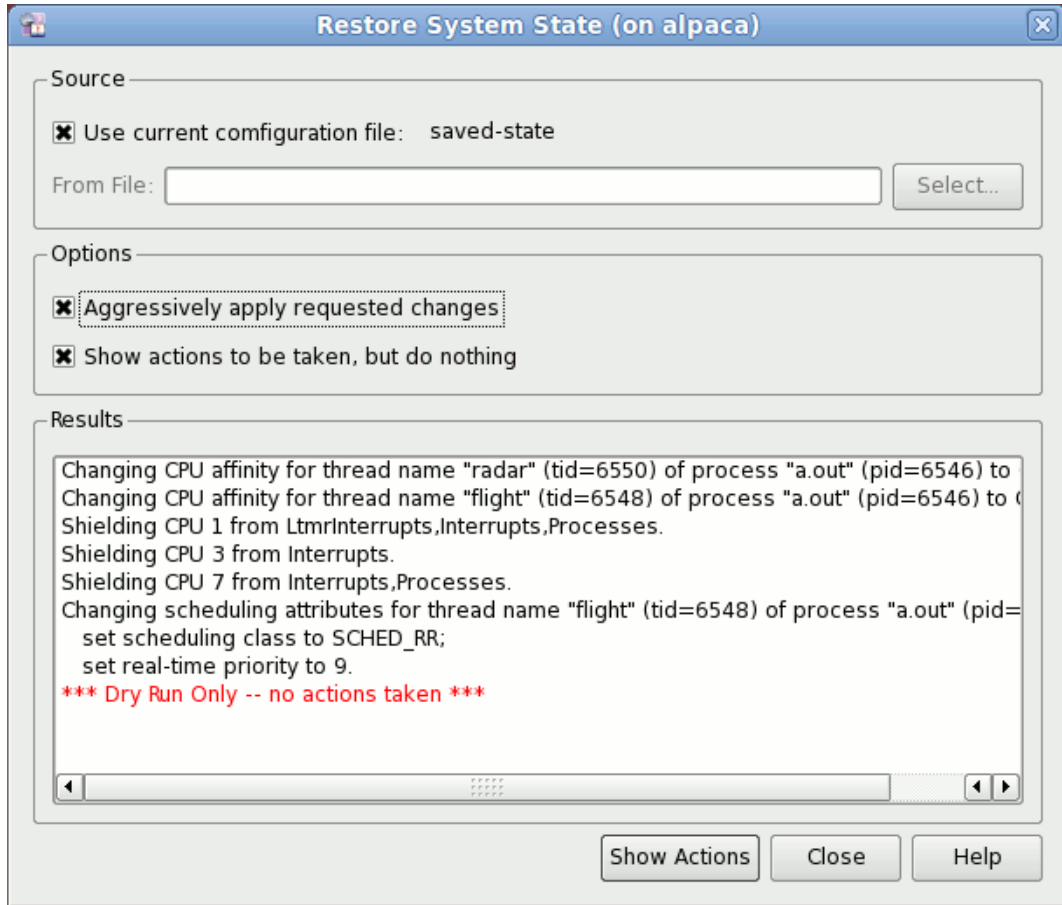 Restore System State (on alpaca)
Source
Use current comfiguration file: saved-state
From File:
Select...
Options
Aggressively apply requested changes
Show actions to be taken, but do nothing
Results
Changing CPU affinity for thread name "radar" (tid=6550) of process "a.out" (pid=6546) to
Changing CPU affinity for thread name "flight" (tid=6548) of process "a.out" (pid=6546) to
Shielding CPU 1 from LtmrInterrupts,Interrupts,Processes.
Shielding CPU 3 from Interrupts.
Shielding CPU 7 from Interrupts,Processes.
Changing scheduling attributes for thread name "flight" (tid=6548) of process "a.out" (pid=
set scheduling class to SCHED_RR;
set real-time priority to 9.
*** Dry Run Only -- no actions taken ***
Show Actions
Close
Help